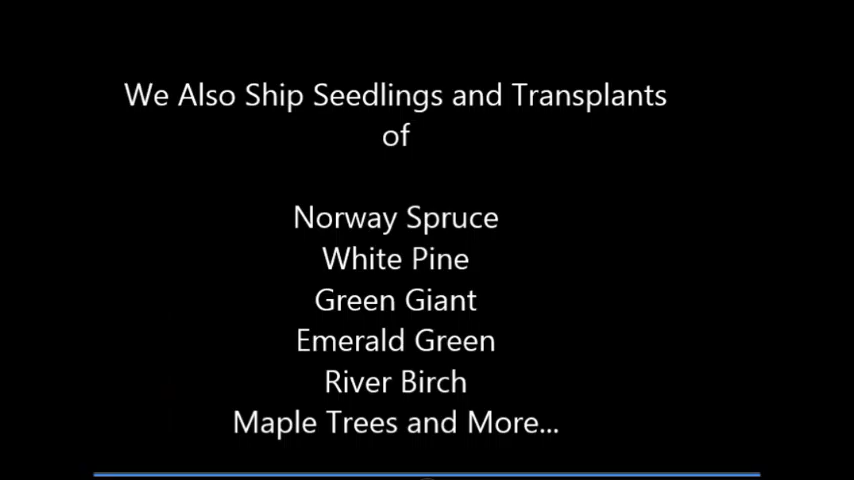 We Also Ship Seedlings and Transplants
of
Norway Spruce
White Pine
Green Giant
Emerald Green
River Birch
Maple Trees and More...